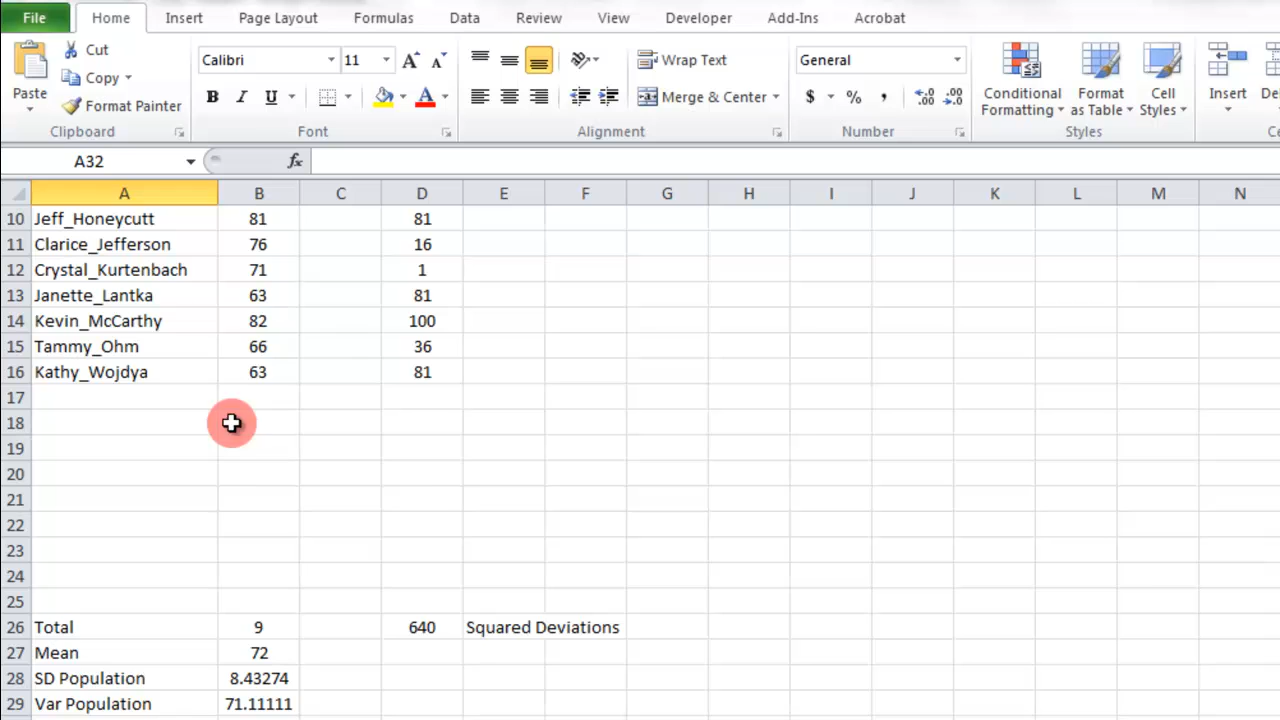 File Home Insert Page Layout Formulas Data Review View Developer Add-Ins Acrobat
Paste Cut Copy Format Painter Clipboard
Calibri 11 A A B I U A Font
Wrap Text Merge & Center Alignment
General $ % , .00 .00 Number
Conditional Formatting Format as Table Cell Styles Styles
Insert
A32 fx
A B C D E F G H I J K L M N
10 Jeff_Honeycutt 81 81
11 Clarice_Jefferson 76 16
12 Crystal_Kurtenbach 71 1
13 Janette_Lantka 63 81
14 Kevin_McCarthy 82 100
15 Tammy_Ohm 66 36
16 Kathy_Wojdya 63 81
17
18
19
20
21
22
23
24
25
26 Total 9 640 Squared Deviations
27 Mean 72
28 SD Population 8.43274
29 Var Population 71.11111